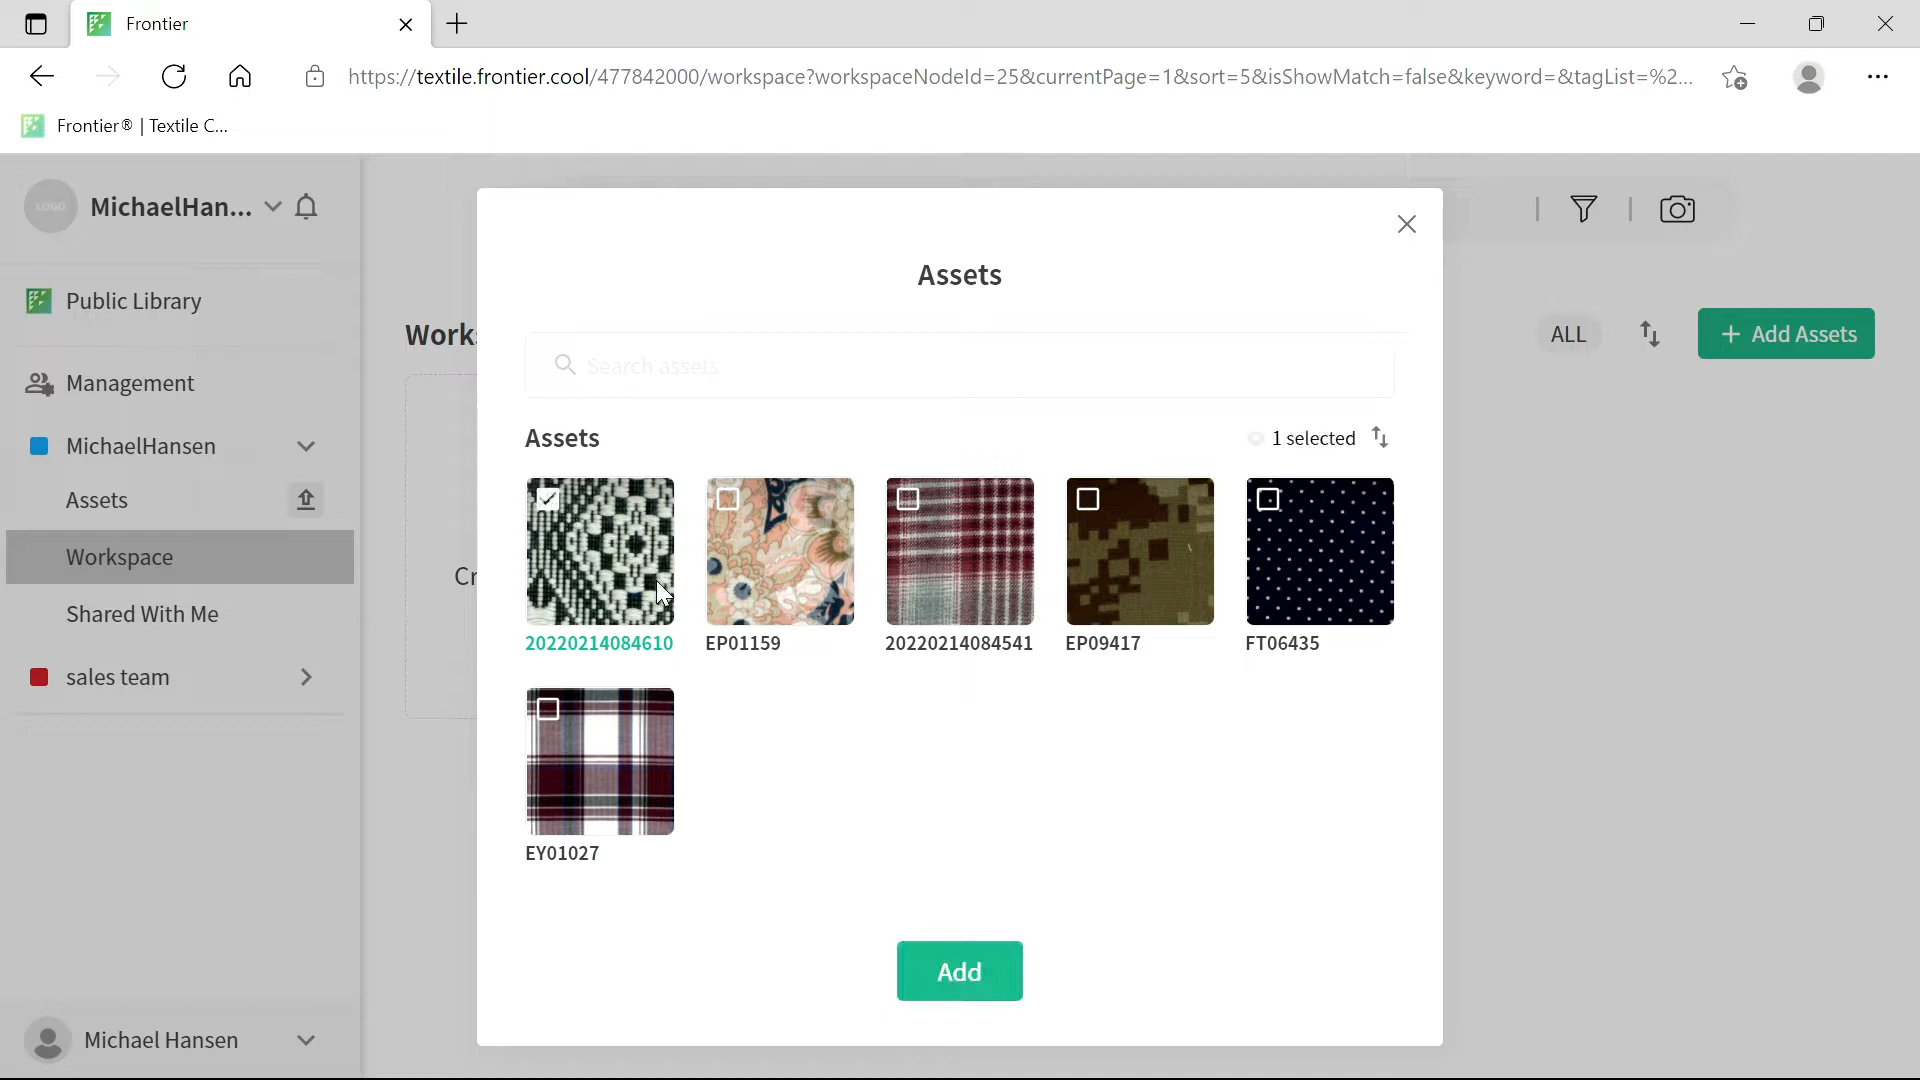 Frontier
https://textile.frontier.cool/477842000/workspace?workspaceNodeId=25&currentPage=1&sort=5&isShowMatch=false&keyword=&tagList=%2...
Frontier® | Textile C...
LOGO
MichaelHan...
Public Library
Management
MichaelHansen
Assets
Workspace
Shared With Me
sales team
Michael Hansen
Works
Cr
ALL
+ Add Assets
Assets
Search assets
Assets
1 selected
20220214084610
EP01159
20220214084541
EP09417
FT06435
EY01027
Add